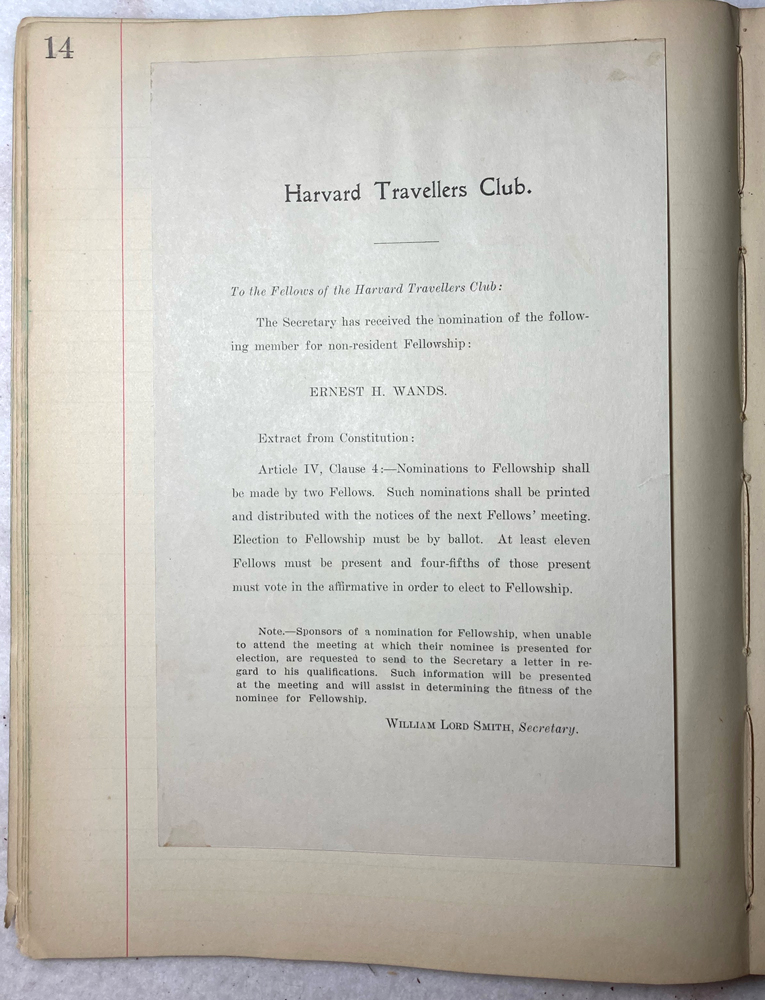 14
Harvard Travellers Club.
To the Fellows of the Harvard Travellers Club:
The Secretary has received the nomination of the follow-
ing member for non-resident Fellowship:
ERNEST H. WANDS.
Extract from Constitution:
Article IV, Clause 4:—Nominations to Fellowship shall
be made by two Fellows. Such nominations shall be printed
and distributed with the notices of the next Fellows' meeting.
Election to Fellowship must be by ballot. At least eleven
Fellows must be present and four-fifths of those present
must vote in the affirmative in order to elect to Fellowship.
Note.—Sponsors of a nomination for Fellowship, when unable
to attend the meeting at which their nominee is presented for
election, are requested to send to the Secretary a letter in re-
gard to his qualifications. Such information will be presented
at the meeting and will assist in determining the fitness of the
nominee for Fellowship.
William Lord Smith, Secretary.